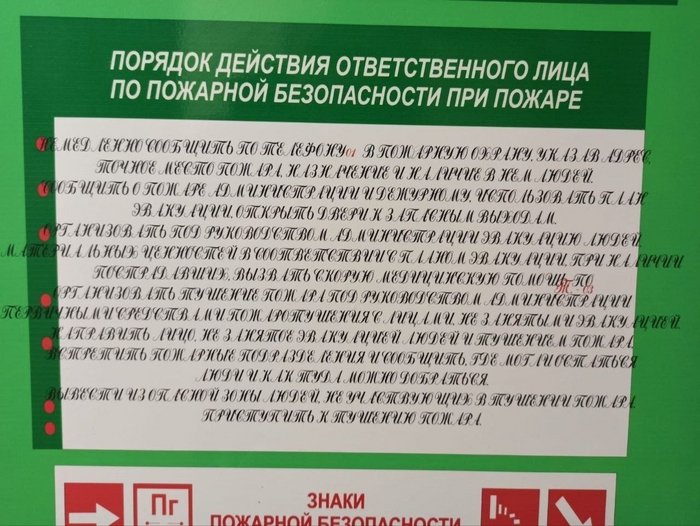 ПОРЯДОК ДЕЙСТВИЯ ОТВЕТСТВЕННОГО ЛИЦА
ПО ПОЖАРНОЙ БЕЗОПАСНОСТИ ПРИ ПОЖАРЕ
НЕМЕДЛЕННО СООБЩИТЬ ПО ТЕЛЕФОНУ 01 В ПОЖАРНУЮ ОХРАНУ, УКАЗАВ АДРЕС,
ТОЧНОЕ МЕСТО ПОЖАРА, НАЗНАЧЕНИЕ И НАЛИЧИЕ В НЕМ ЛЮДЕЙ.
СООБЩИТЬ О ПОЖАРЕ АДМИНИСТРАЦИИ И ДЕЖУРНОМУ, ИСПОЛЬЗОВАТЬ ПЛАН
ЭВАКУАЦИИ, ОТКРЫТЬ ДВЕРИ К ЗАПАСНЫМ ВЫХОДАМ.
ОРГАНИЗОВАТЬ ПОД РУКОВОДСТВОМ АДМИНИСТРАЦИИ ЭВАКУАЦИЮ ЛЮДЕЙ,
МАТЕРИАЛЬНЫХ ЦЕННОСТЕЙ В СООТВЕТСТВИИ С ПЛАНОМ ЭВАКУАЦИИ, ПРИ НАЛИЧИИ
ПОСТРАДАВШИХ, ВЫЗВАТЬ СКОРУЮ МЕДИЦИНСКУЮ ПОМОЩЬ ПО
Т - 03
ОРГАНИЗОВАТЬ ТУШЕНИЕ ПОЖАРА ПОД РУКОВОДСТВОМ АДМИНИСТРАЦИИ
ПЕРВИЧНЫМИ СРЕДСТВАМИ ПОЖАРОТУШЕНИЯ С ЛИЦАМИ, НЕ ЗАНЯТЫМИ ЭВАКУАЦИЕЙ.
НАПРАВИТЬ ЛИЦО, НЕ ЗАНЯТОЕ ЭВАКУАЦИЕЙ ЛЮДЕЙ И ТУШЕНИЕМ ПОЖАРА,
ВСТРЕТИТЬ ПОЖАРНЫЕ ПОДРАЗДЕЛЕНИЯ И СООБЩИТЬ, ГДЕ МОГЛИ ОСТАТЬСЯ
ЛЮДИ И КАК ТУДА МОЖНО ДОБРАТЬСЯ.
ВЫВЕСТИ ИЗ ОПАСНОЙ ЗОНЫ ЛЮДЕЙ, НЕ УЧАСТВУЮЩИХ В ТУШЕНИИ ПОЖАРА.
ПРИСТУПИТЬ К ТУШЕНИЮ ПОЖАРА.
Пг
ЗНАКИ
ПОЖАРНОЙ БЕЗОПАСНОСТИ